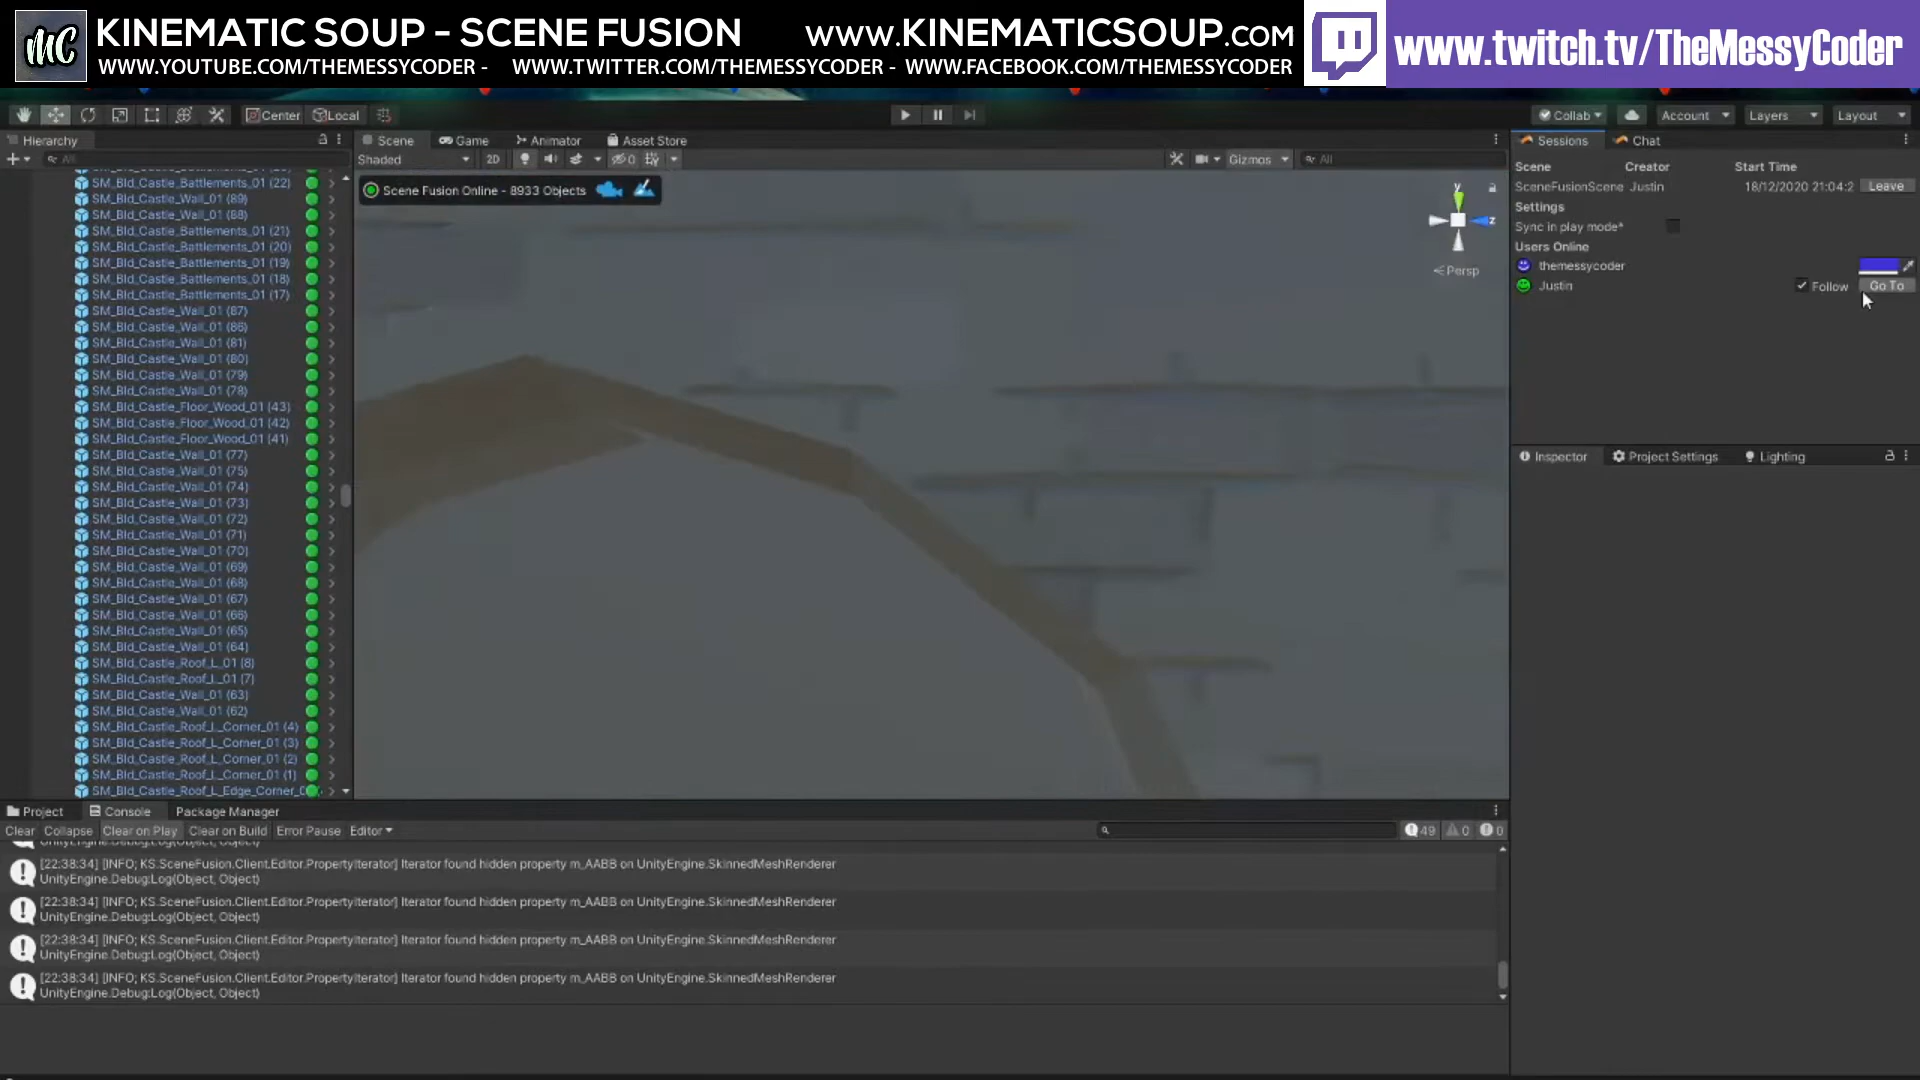 MC
KINEMATIC SOUP - SCENE FUSION
www.KINEMATICSOUP.com
www.twitch.tv/TheMessyCoder
WWW.YOUTUBE.COM/THEMESSYCODER - WWW.TWITTER.COM/THEMESSYCODER - WWW.FACEBOOK.COM/THEMESSYCODER
Center Local Collab Account Layers Layout
Hierarchy Scene Game Animator Asset Store Sessions Chat
All Shaded 2D 0 Gizmos All
Scene Creator Start Time
SceneFusionScene Justin 18/12/2020 21:04:2 Leave
Settings
Sync in play mode*
Users Online
themessycoder
Justin Follow Go To
Scene Fusion Online - 8933 Objects
y
z
Persp
SM_Bld_Castle_Battlements_01 (22)
SM_Bld_Castle_Wall_01 (89)
SM_Bld_Castle_Wall_01 (88)
SM_Bld_Castle_Battlements_01 (21)
SM_Bld_Castle_Battlements_01 (20)
SM_Bld_Castle_Battlements_01 (19)
SM_Bld_Castle_Battlements_01 (18)
SM_Bld_Castle_Battlements_01 (17)
SM_Bld_Castle_Wall_01 (87)
SM_Bld_Castle_Wall_01 (86)
SM_Bld_Castle_Wall_01 (81)
SM_Bld_Castle_Wall_01 (80)
SM_Bld_Castle_Wall_01 (79)
SM_Bld_Castle_Wall_01 (78)
SM_Bld_Castle_Floor_Wood_01 (43)
SM_Bld_Castle_Floor_Wood_01 (42)
SM_Bld_Castle_Floor_Wood_01 (41)
SM_Bld_Castle_Wall_01 (77)
SM_Bld_Castle_Wall_01 (75)
SM_Bld_Castle_Wall_01 (74)
SM_Bld_Castle_Wall_01 (73)
SM_Bld_Castle_Wall_01 (72)
SM_Bld_Castle_Wall_01 (71)
SM_Bld_Castle_Wall_01 (70)
SM_Bld_Castle_Wall_01 (69)
SM_Bld_Castle_Wall_01 (68)
SM_Bld_Castle_Wall_01 (67)
SM_Bld_Castle_Wall_01 (66)
SM_Bld_Castle_Wall_01 (65)
SM_Bld_Castle_Wall_01 (64)
SM_Bld_Castle_Roof_L_01 (8)
SM_Bld_Castle_Roof_L_01 (7)
SM_Bld_Castle_Wall_01 (63)
SM_Bld_Castle_Wall_01 (62)
SM_Bld_Castle_Roof_L_Corner_01 (4)
SM_Bld_Castle_Roof_L_Corner_01 (3)
SM_Bld_Castle_Roof_L_Corner_01 (2)
SM_Bld_Castle_Roof_L_Corner_01 (1)
SM_Bld_Castle_Roof_L_Edge_Corner_0
Inspector Project Settings Lighting
Project Console Package Manager
Clear Collapse Clear on Play Clear on Build Error Pause Editor 49 0 0
UnityEngine.Debug:Log(Object, Object)
[22:38:34] [INFO; KS.SceneFusion.Client.Editor.PropertyIterator] Iterator found hidden property m_AABB on UnityEngine.SkinnedMeshRenderer
UnityEngine.Debug:Log(Object, Object)
[22:38:34] [INFO; KS.SceneFusion.Client.Editor.PropertyIterator] Iterator found hidden property m_AABB on UnityEngine.SkinnedMeshRenderer
UnityEngine.Debug:Log(Object, Object)
[22:38:34] [INFO; KS.SceneFusion.Client.Editor.PropertyIterator] Iterator found hidden property m_AABB on UnityEngine.SkinnedMeshRenderer
UnityEngine.Debug:Log(Object, Object)
[22:38:34] [INFO; KS.SceneFusion.Client.Editor.PropertyIterator] Iterator found hidden property m_AABB on UnityEngine.SkinnedMeshRenderer
UnityEngine.Debug:Log(Object, Object)